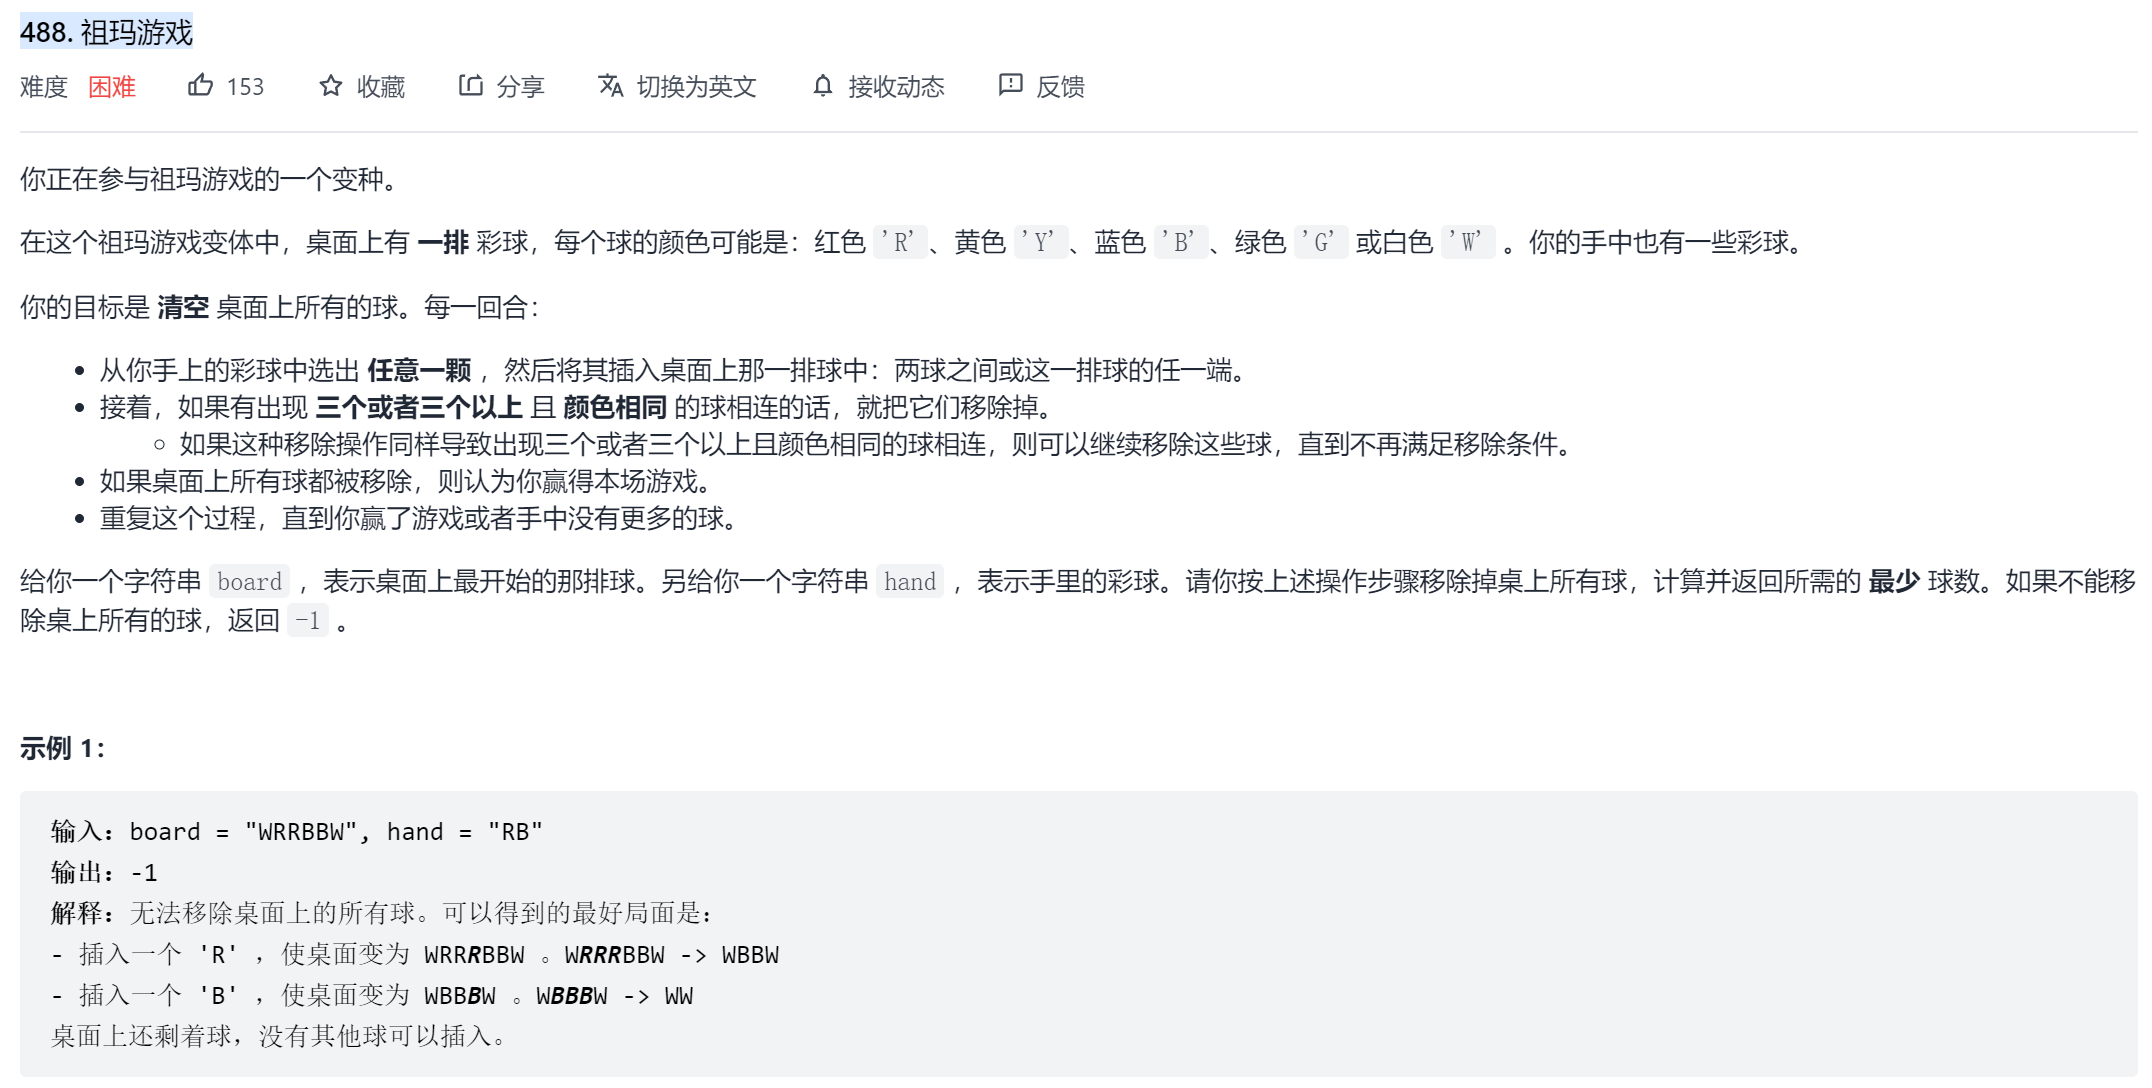 488. 祖玛游戏
难度 困难 153 收藏 分享 切换为英文 接收动态 反馈
你正在参与祖玛游戏的一个变种。
在这个祖玛游戏变体中，桌面上有 一排 彩球，每个球的颜色可能是：红色 'R'、黄色 'Y'、蓝色 'B'、绿色 'G' 或白色 'W' 。你的手中也有一些彩球。
你的目标是 清空 桌面上所有的球。每一回合：
• 从你手上的彩球中选出 任意一颗 ，然后将其插入桌面上那一排球中：两球之间或这一排球的任一端。
• 接着，如果有出现 三个或者三个以上 且 颜色相同 的球相连的话，就把它们移除掉。
◦ 如果这种移除操作同样导致出现三个或者三个以上且颜色相同的球相连，则可以继续移除这些球，直到不再满足移除条件。
• 如果桌面上所有球都被移除，则认为你赢得本场游戏。
• 重复这个过程，直到你赢了游戏或者手中没有更多的球。
给你一个字符串 board ，表示桌面上最开始的那排球。另给你一个字符串 hand ，表示手里的彩球。请你按上述操作步骤移除掉桌上所有球，计算并返回所需的 最少 球数。如果不能移
除桌上所有的球，返回 -1 。
示例 1：
输入：board = "WRRBBW", hand = "RB"
输出：-1
解释：无法移除桌面上的所有球。可以得到的最好局面是：
- 插入一个 'R' ，使桌面变为 WRRRBBW 。WRRRBBW -> WBBW
- 插入一个 'B' ，使桌面变为 WBBBW 。WBBBW -> WW
桌面上还剩着球，没有其他球可以插入。